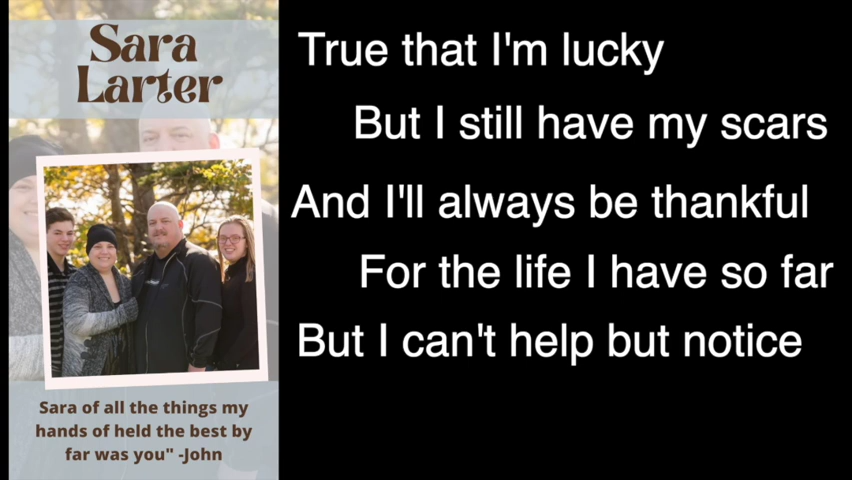 Sara
Larter
Sara of all the things my
hands of held the best by
far was you" -John
True that I'm lucky
But I still have my scars
And I'll always be thankful
For the life I have so far
But I can't help but notice